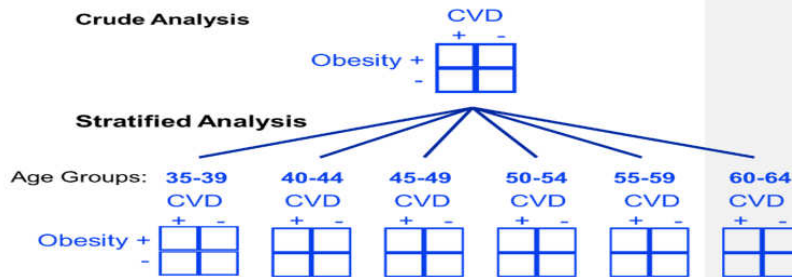 Crude Analysis
CVD
+ -
Obesity +
-
Stratified Analysis
Age Groups: 35-39 40-44 45-49 50-54 55-59 60-64
CVD CVD CVD CVD CVD CVD
+ - + - + - + - + - + -
Obesity +
-